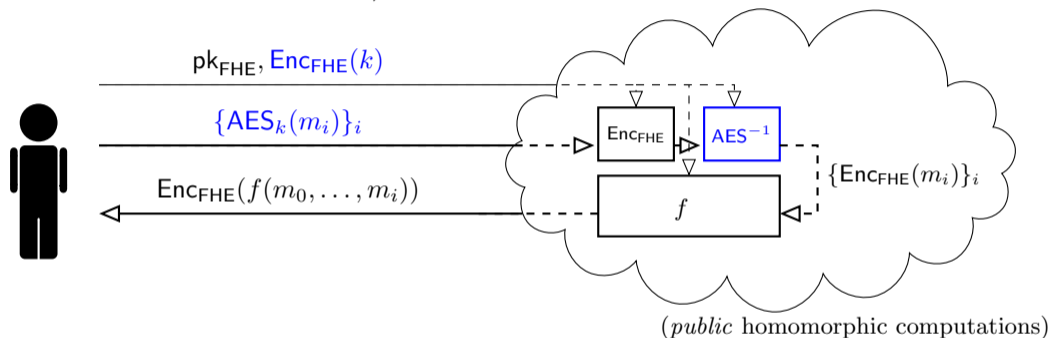 pk_FHE, Enc_FHE(k)
{AES_k(m_i)}_i
Enc_FHE
AES^{-1}
{Enc_FHE(m_i)}_i
Enc_FHE(f(m_0, ..., m_i))
f
(public homomorphic computations)